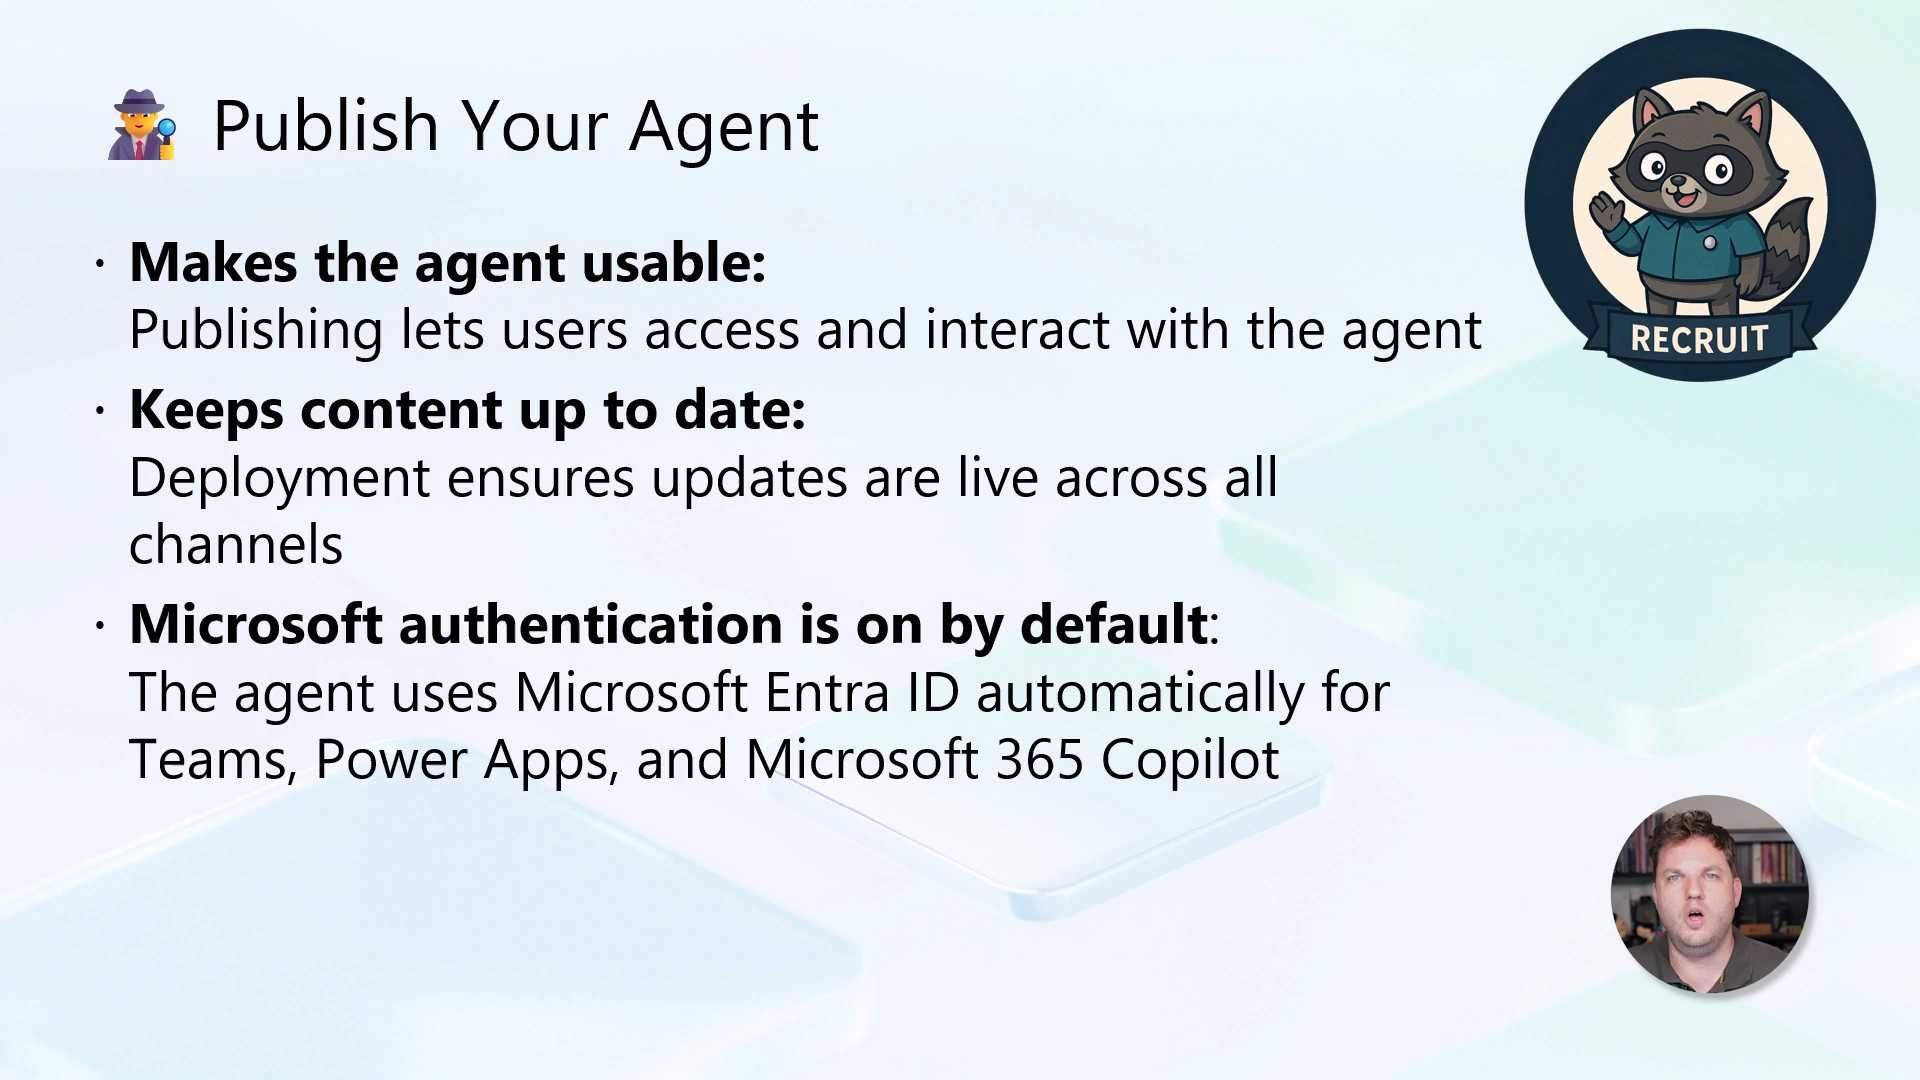 Publish Your Agent
· Makes the agent usable:
Publishing lets users access and interact with the agent
· Keeps content up to date:
Deployment ensures updates are live across all
channels
· Microsoft authentication is on by default:
The agent uses Microsoft Entra ID automatically for
Teams, Power Apps, and Microsoft 365 Copilot
RECRUIT